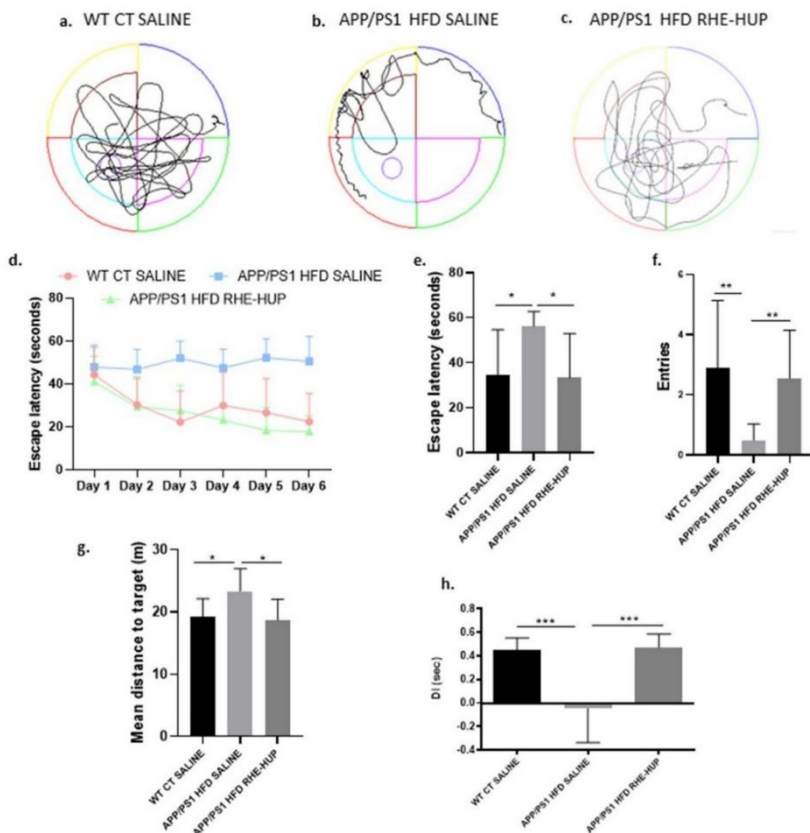 a. WT CT SALINE
b. APP/PS1 HFD SALINE
c. APP/PS1 HFD RHE-HUP
d.
WT CT SALINE
APP/PS1 HFD SALINE
APP/PS1 HFD RHE-HUP
Escape latency (seconds)
80
60
40
20
0
Day 1 Day 2 Day 3 Day 4 Day 5 Day 6
e.
Escape latency (seconds)
80
60
40
20
0
* *
WT CT SALINE
APP/PS1 HFD SALINE
APP/PS1 HFD RHE-HUP
f.
Entries
6
4
2
0
** **
WT CT SALINE
APP/PS1 HFD SALINE
APP/PS1 HFD RHE-HUP
g.
Mean distance to target (m)
30
20
10
0
* *
WT CT SALINE
APP/PS1 HFD SALINE
APP/PS1 HFD RHE-HUP
h.
DI (sec)
0.8
0.6
0.4
0.2
0.0
-0.2
-0.4
*** ***
WT CT SALINE
APP/PS1 HFD SALINE
APP/PS1 HFD RHE-HUP